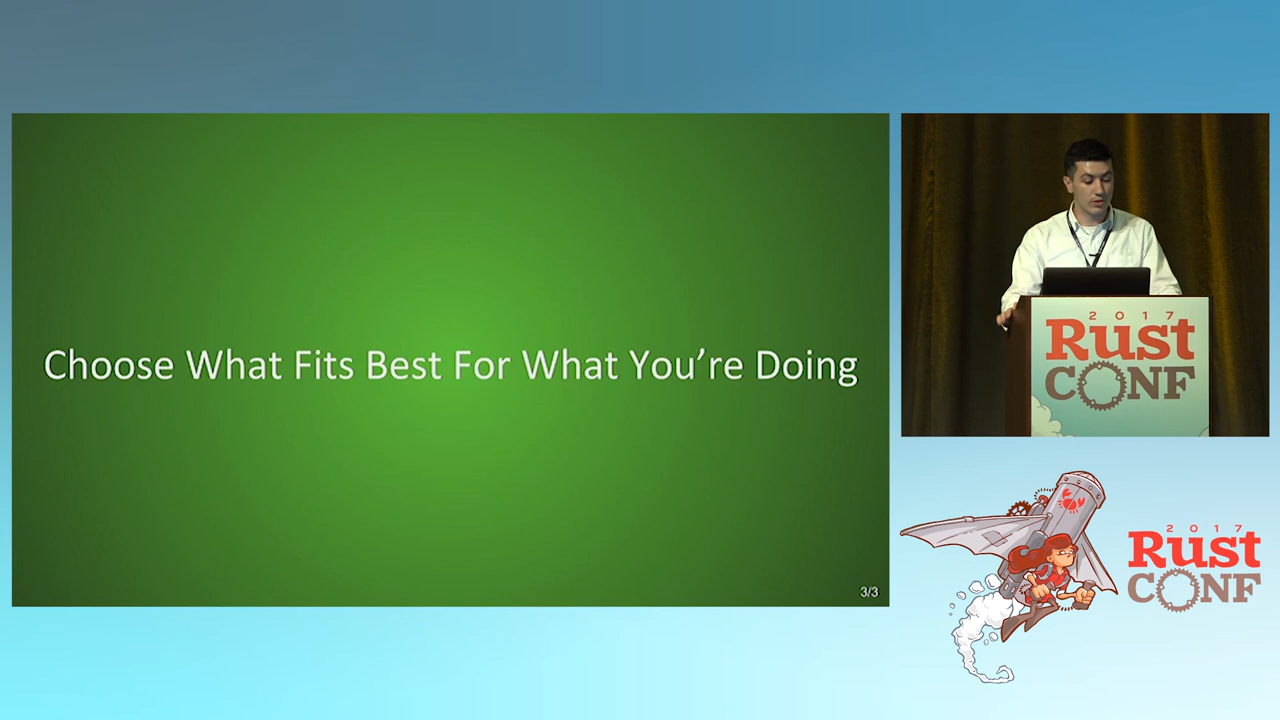 Choose What Fits Best For What You’re Doing
3/3
2017
Rust
CONF
2017
Rust
CONF